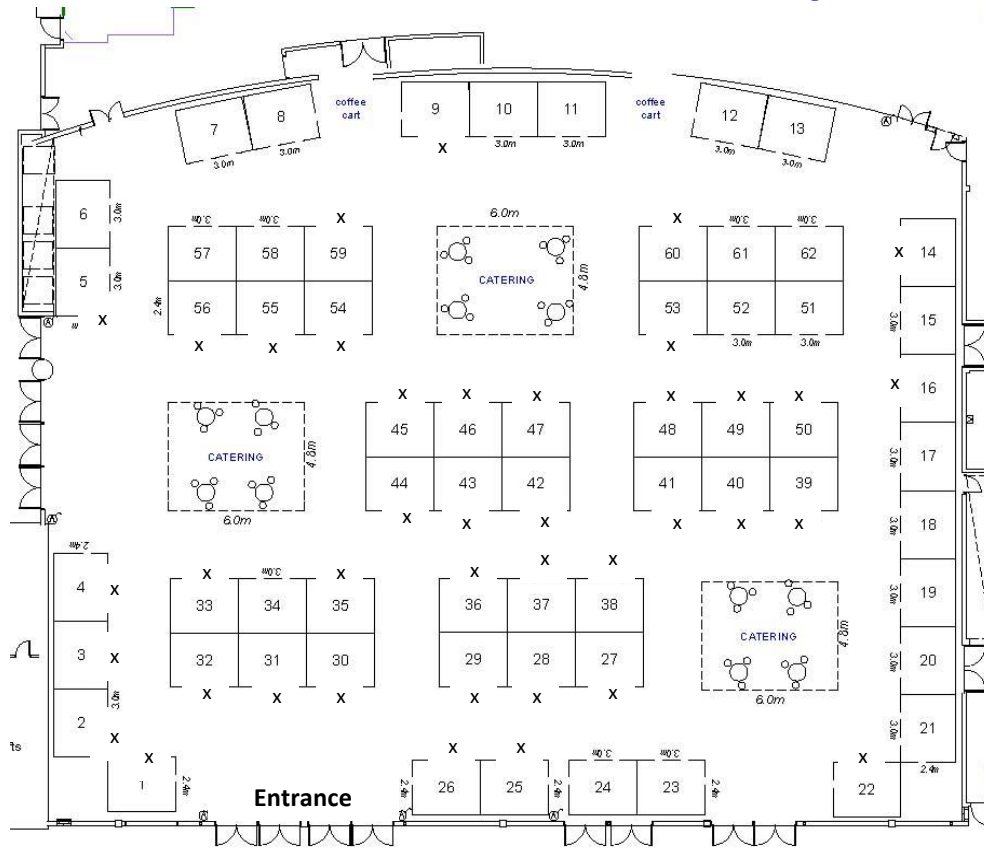 coffee
cart
coffee
cart
7
8
9
10
11
12
13
3.0m
3.0m
X
3.0m
3.0m
3.0m
3.0m
6
3.0m
5
3.0m
X
3.0m
3.0m
X
57
58
59
56
55
54
2.4m
X
X
X
6.0m
CATERING
4.8m
X
3.0m
3.0m
60
61
62
53
52
51
X
3.0m
3.0m
X
14
15
3.0m
X
16
17
3.0m
18
3.0m
19
3.0m
20
3.0m
21
3.0m
2.4m
CATERING
4.8m
6.0m
X
X
X
45
46
47
44
43
42
X
X
X
X
X
X
48
49
50
41
40
39
X
X
X
2.4m
4
X
3
X
3.0m
2
X
X
1
2.4m
X
3.0m
X
33
34
35
32
31
30
X
X
X
X
X
X
36
37
38
29
28
27
X
X
X
CATERING
4.8m
6.0m
Entrance
X
X
2.4m
26
25
2.4m
3.0m
3.0m
24
23
2.4m
X
22